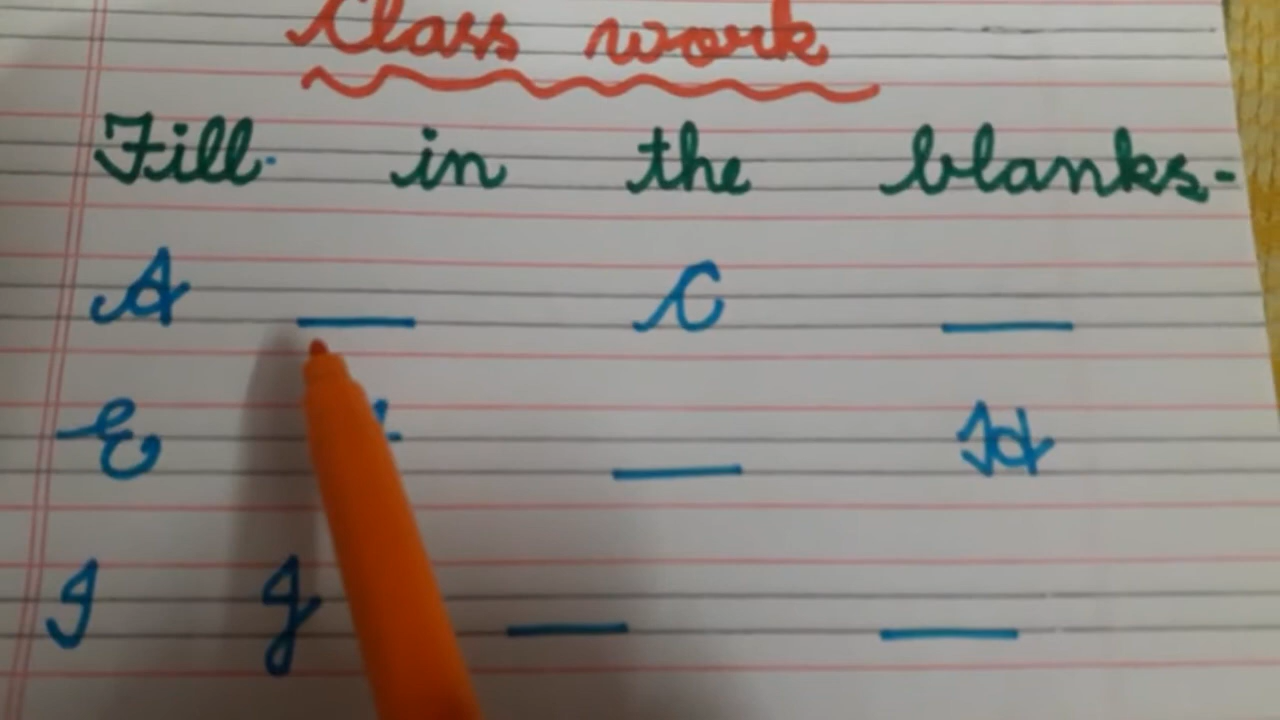 Class work
Fill in the blanks-
A ___ C ___
E ___ H
I J ___ ___